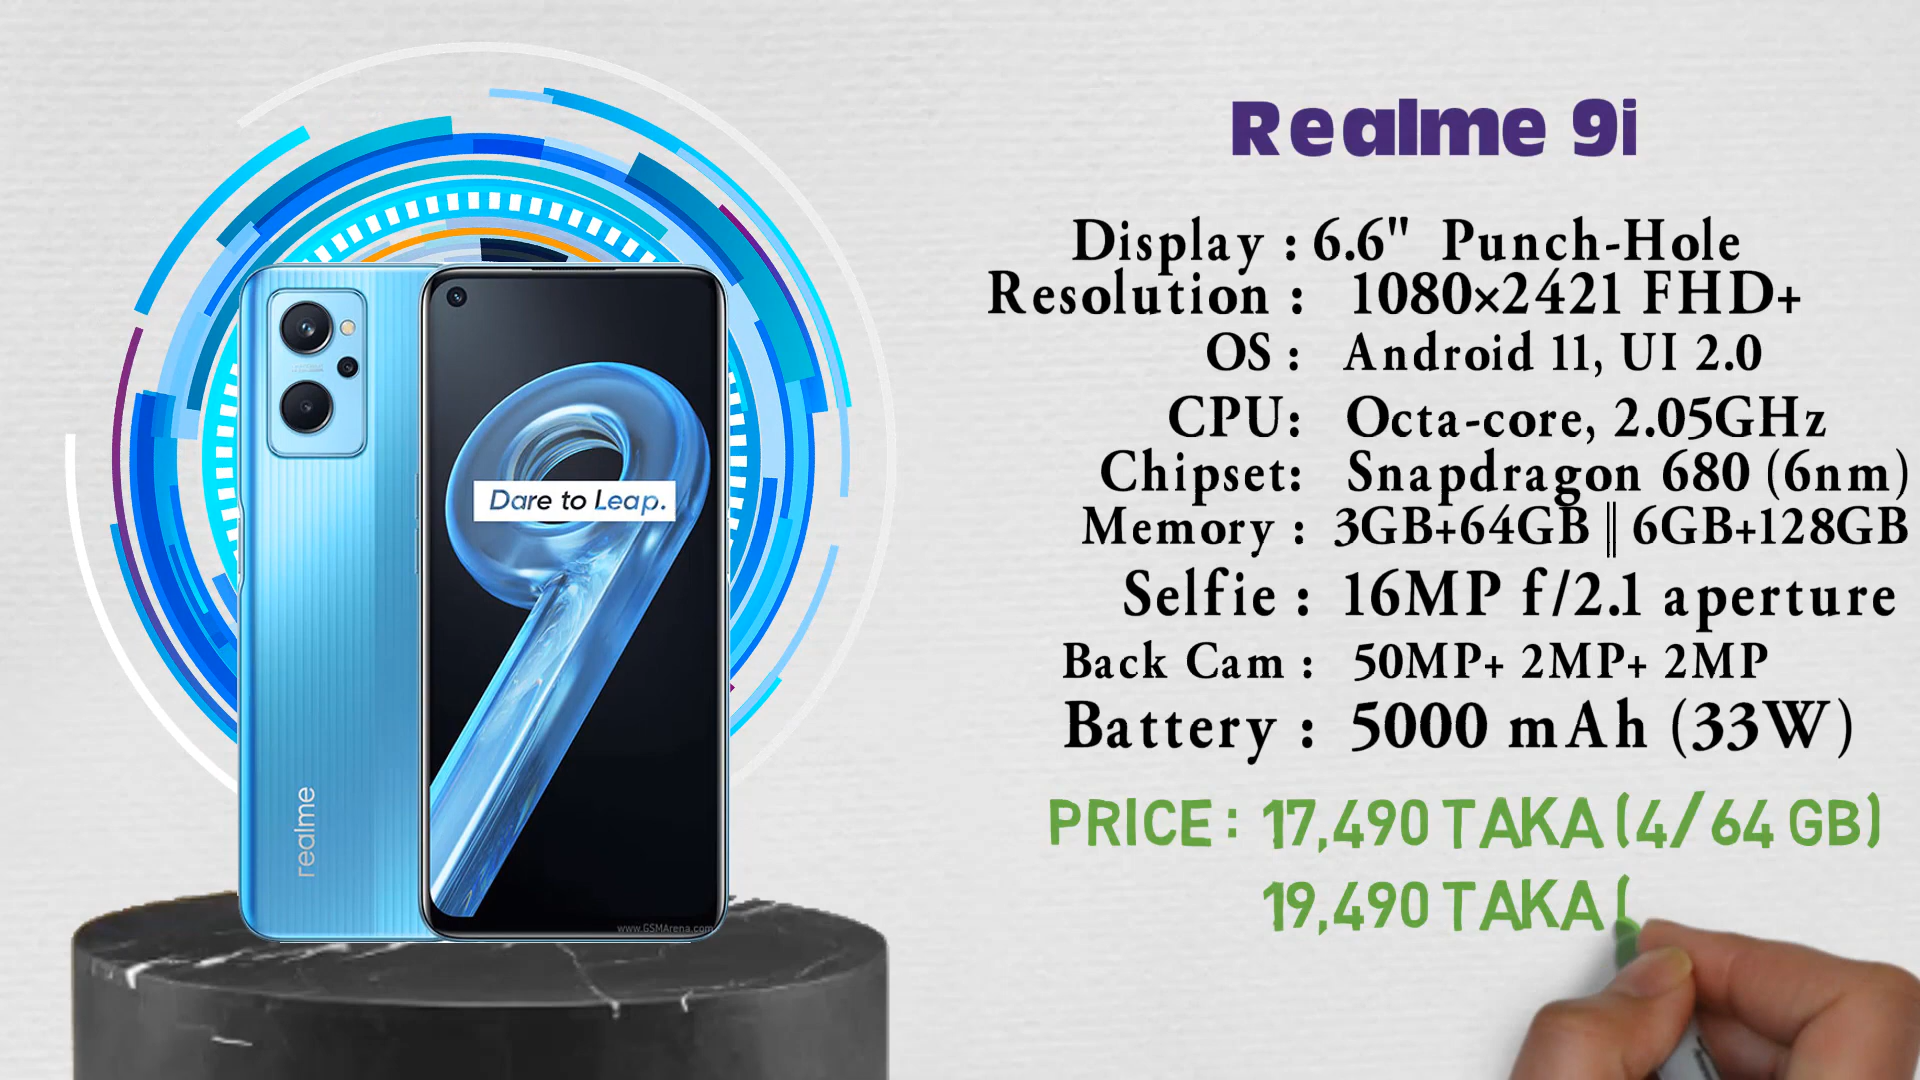 Realme 9i
Display : 6.6" Punch-Hole
Resolution : 1080×2421 FHD+
OS : Android 11, UI 2.0
CPU: Octa-core, 2.05GHz
Chipset: Snapdragon 680 (6nm)
Memory : 3GB+64GB || 6GB+128GB
Selfie : 16MP f/2.1 aperture
Back Cam : 50MP+ 2MP+ 2MP
Battery : 5000 mAh (33W)
PRICE : 17,490 TAKA (4/64 GB)
19,490 TAKA (
Dare to Leap.
realme
www.GSMArena.com